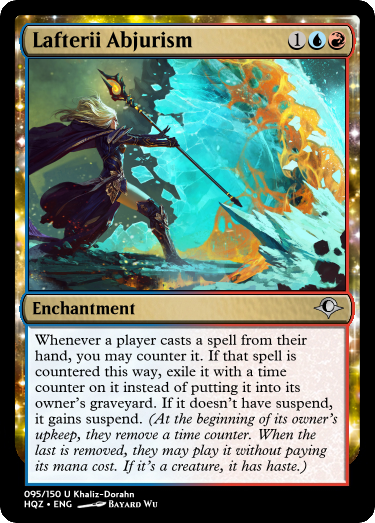 Lafterii Abjurism 1
Enchantment
Whenever a player casts a spell from their
hand, you may counter it. If that spell is
countered this way, exile it with a time
counter on it instead of putting it into its
owner's graveyard. If it doesn't have suspend,
it gains suspend. (At the beginning of its owner's
upkeep, they remove a time counter. When the
last is removed, they may play it without paying
its mana cost. If it's a creature, it has haste.)
095/150 U Khaliz-Dorahn
HQZ • ENG Bayard Wu